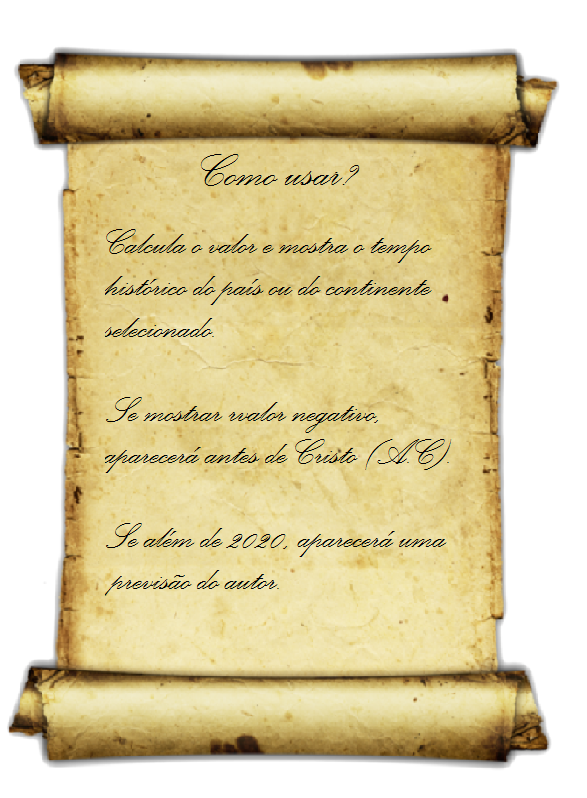 Como usar?
Calcula o valor e mostra o tempo
histórico do país ou do continente
selecionado.
Se mostrar valor negativo,
aparecerá antes de Cristo (A.C).
Se além de 2020, aparecerá uma
previsão do autor.